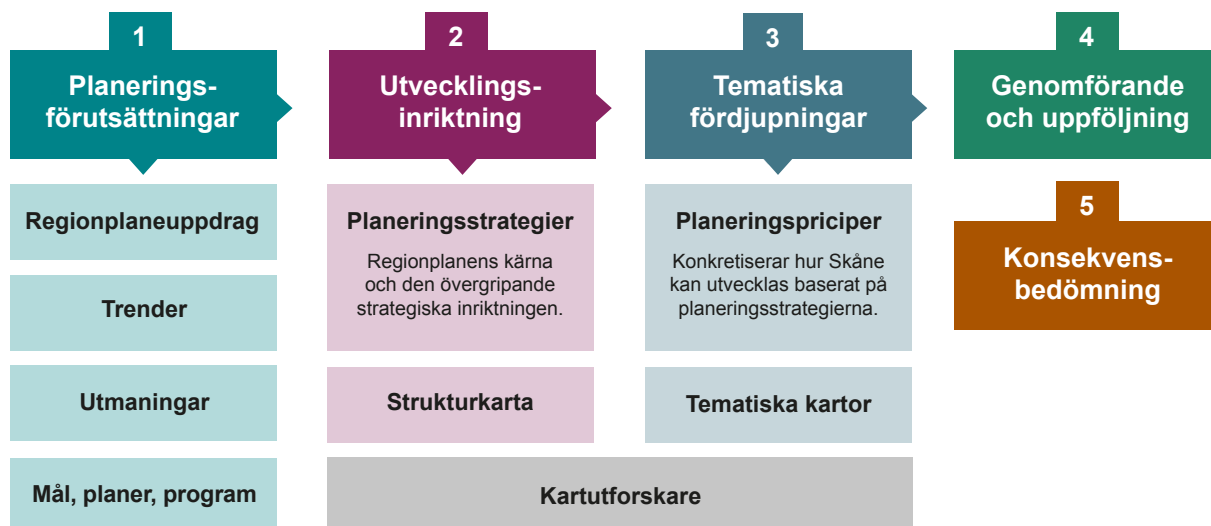 1
Planerings-
förutsättningar
Regionplaneuppdrag
Trender
Utmaningar
Mål, planer, program
2
Utvecklings-
inriktning
Planeringsstrategier
Regionplanens kärna
och den övergripande
strategiska inriktningen.
Strukturkarta
3
Tematiska
fördjupningar
Planeringspriciper
Konkretiserar hur Skåne
kan utvecklas baserat på
planeringsstrategierna.
Tematiska kartor
Kartutforskare
4
Genomförande
och uppföljning
5
Konsekvens-
bedömning